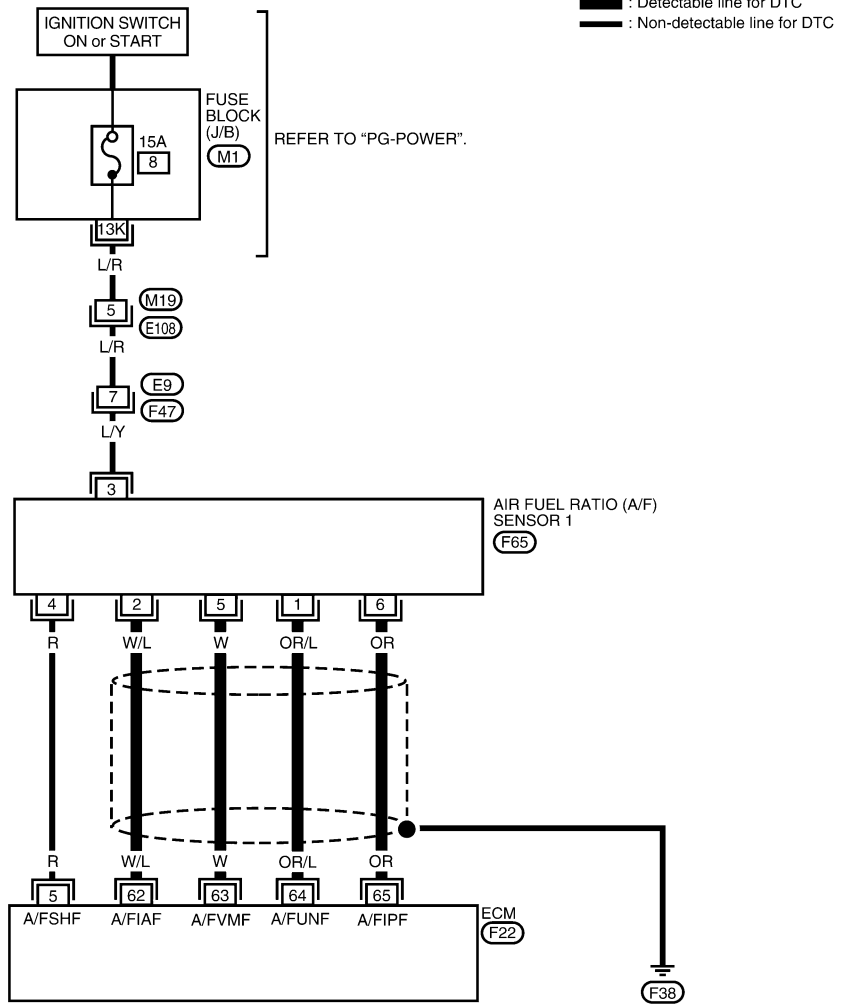 : Detectable line for DTC
: Non-detectable line for DTC
IGNITION SWITCH
ON or START
FUSE
BLOCK
(J/B)
M1
15A
8
REFER TO “PG-POWER”.
13K
L/R
5
M19
E108
L/R
7
E9
F47
L/Y
3
AIR FUEL RATIO (A/F)
SENSOR 1
F65
4 2 5 1 6
R W/L W OR/L OR
R W/L W OR/L OR
5 62 63 64 65
A/FSHF A/FIAF A/FVMF A/FUNF A/FIPF
ECM
F22
F38